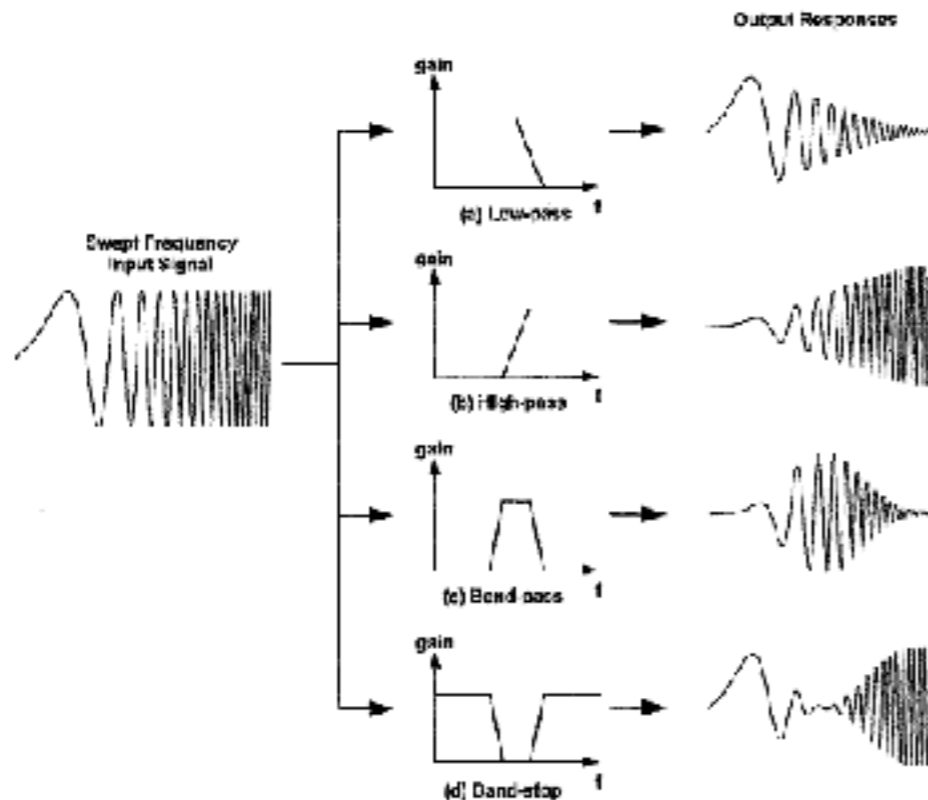 Output Responses
gain
f
(a) Low-pass
Swept Frequency
Input Signal
gain
f
(b) High-pass
gain
f
(c) Band-pass
gain
f
(d) Band-stop